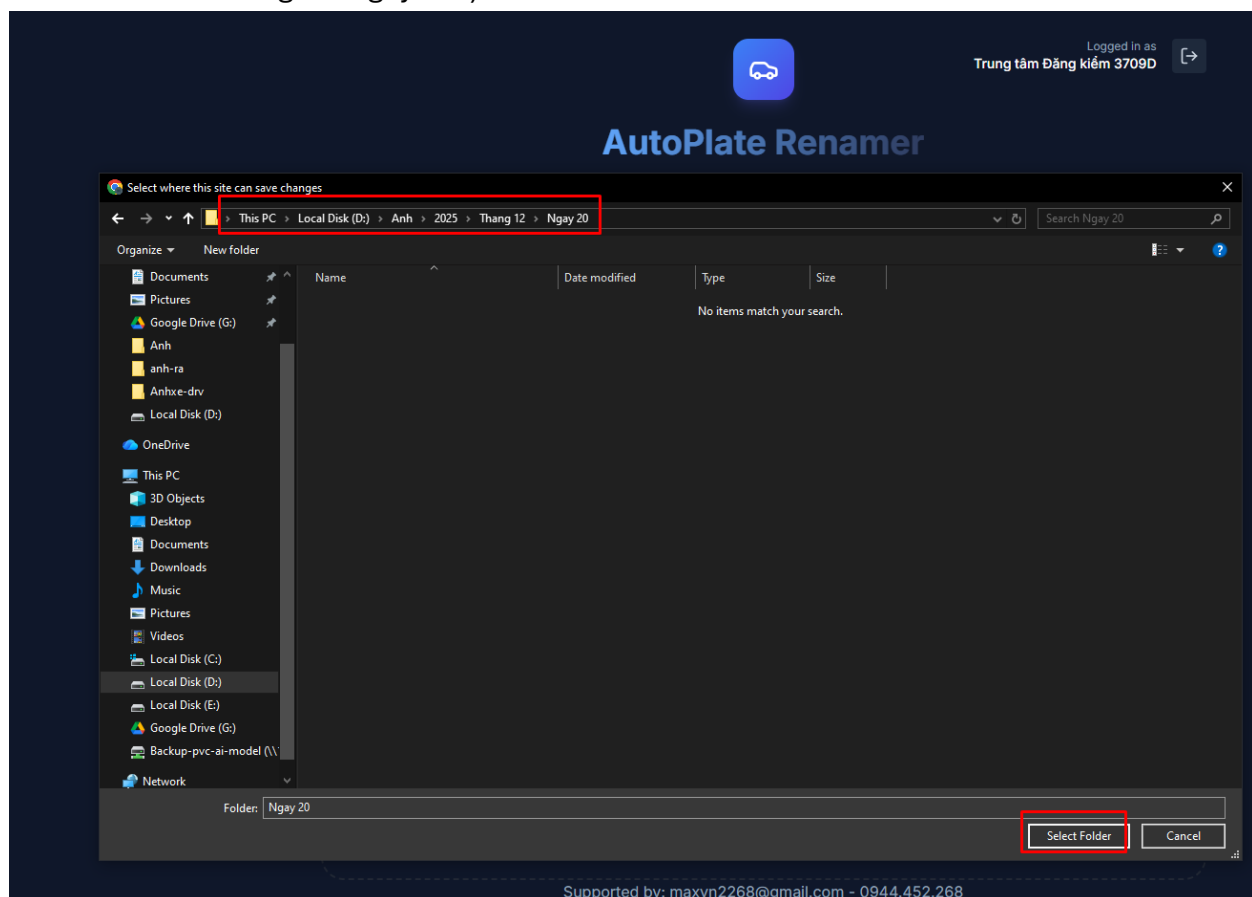 Logged in as
Trung tâm Đăng kiểm 3709D
AutoPlate Renamer
Select where this site can save changes
This PC > Local Disk (D:) > Anh > 2025 > Thang 12 > Ngay 20
Search Ngay 20
Organize New folder
Name Date modified Type Size
No items match your search.
Documents
Pictures
Google Drive (G:)
Anh
anh-ra
Anhxe-drv
Local Disk (D:)
OneDrive
This PC
3D Objects
Desktop
Documents
Downloads
Music
Pictures
Videos
Local Disk (C:)
Local Disk (D:)
Local Disk (E:)
Google Drive (G:)
Backup-pvc-ai-model (\\
Network
Folder: Ngay 20
Select Folder Cancel
Supported by: maxvn2268@gmail.com - 0944.452.268